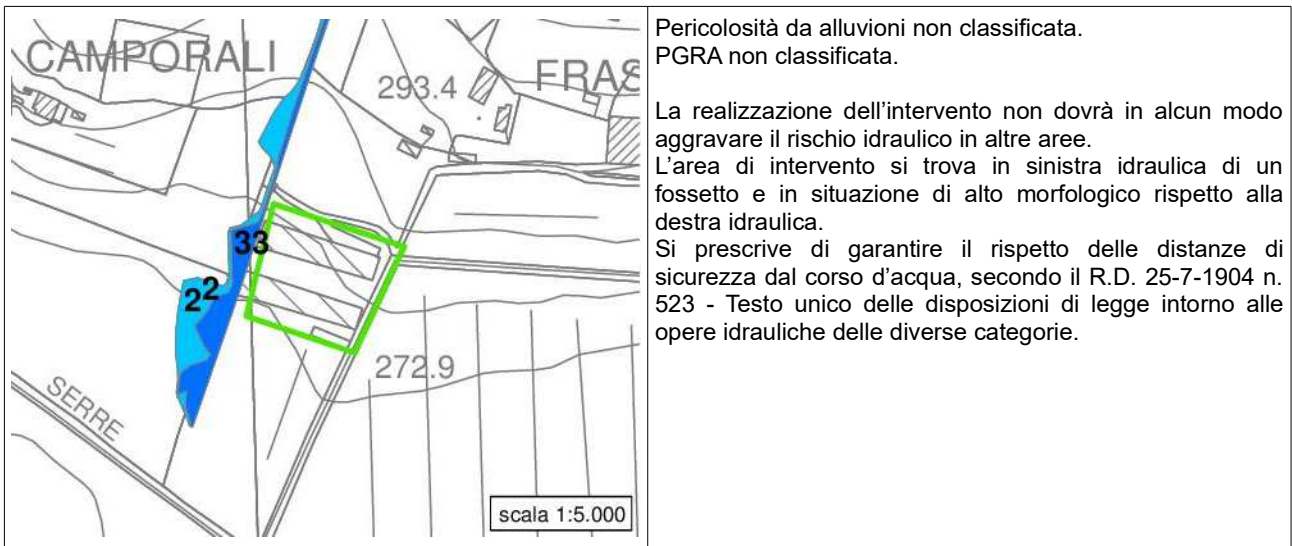 CAMPORALI
293.4
FRAS
33
22
272.9
SERRE
scala 1:5.000
Pericolosità da alluvioni non classificata.
PGRA non classificata.
La realizzazione dell’intervento non dovrà in alcun modo
aggravare il rischio idraulico in altre aree.
L’area di intervento si trova in sinistra idraulica di un
fossetto e in situazione di alto morfologico rispetto alla
destra idraulica.
Si prescrive di garantire il rispetto delle distanze di
sicurezza dal corso d’acqua, secondo il R.D. 25-7-1904 n.
523 - Testo unico delle disposizioni di legge intorno alle
opere idrauliche delle diverse categorie.